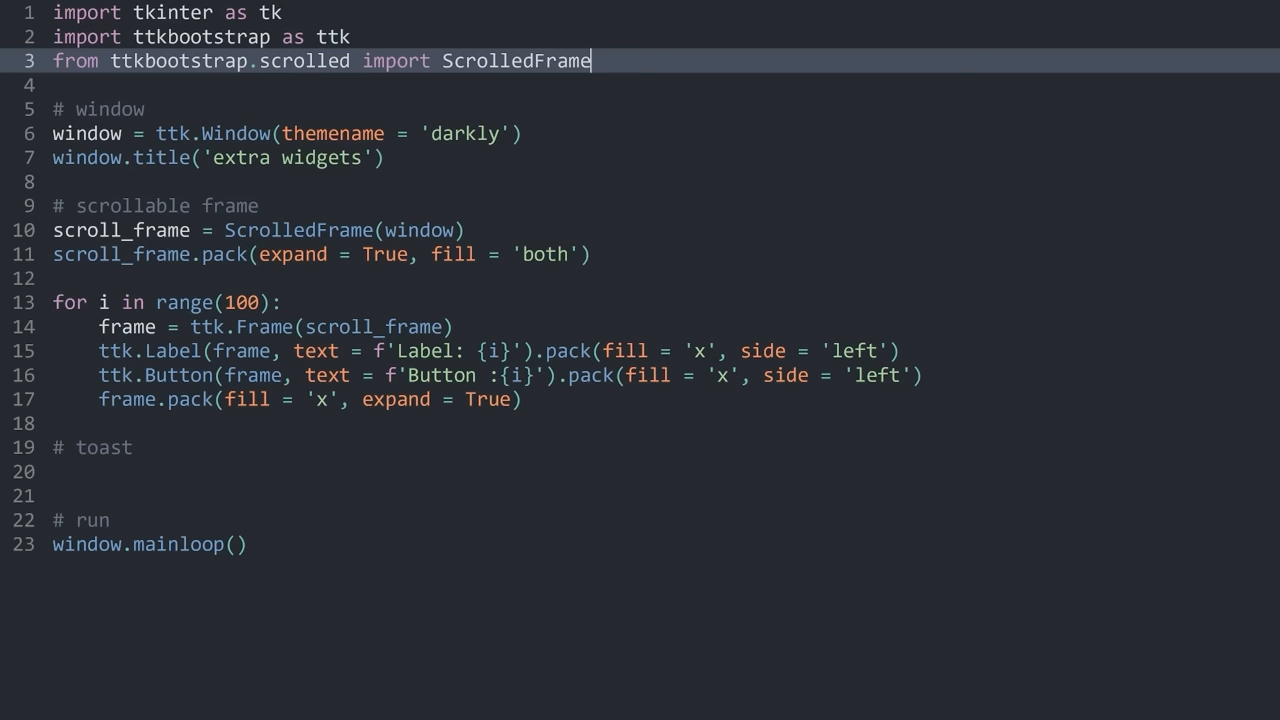 1 import tkinter as tk
2 import ttkbootstrap as ttk
3 from ttkbootstrap.scrolled import ScrolledFrame
4
5 # window
6 window = ttk.Window(themename = 'darkly')
7 window.title('extra widgets')
8
9 # scrollable frame
10 scroll_frame = ScrolledFrame(window)
11 scroll_frame.pack(expand = True, fill = 'both')
12
13 for i in range(100):
14     frame = ttk.Frame(scroll_frame)
15     ttk.Label(frame, text = f'Label: {i}').pack(fill = 'x', side = 'left')
16     ttk.Button(frame, text = f'Button :{i}').pack(fill = 'x', side = 'left')
17     frame.pack(fill = 'x', expand = True)
18
19 # toast
20
21
22 # run
23 window.mainloop()